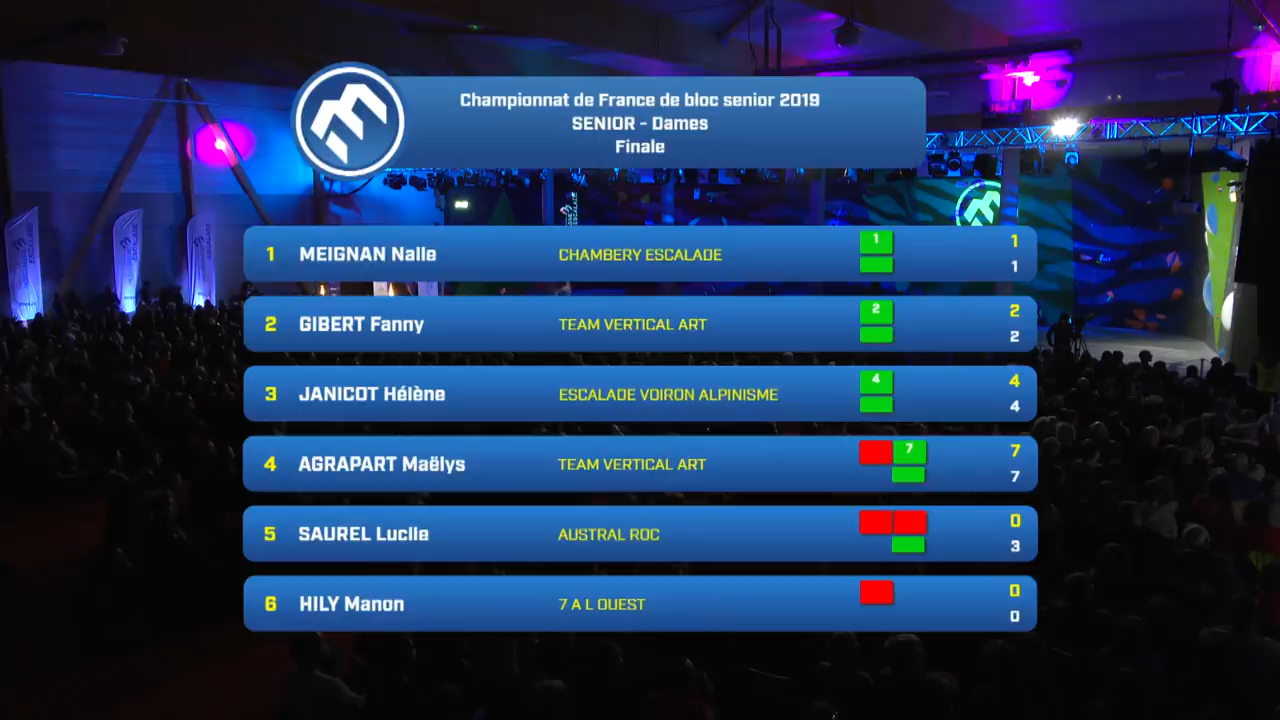 Championnat de France de bloc senior 2019
SENIOR - Dames
Finale
1 MEIGNAN Naile CHAMBERY ESCALADE 1 1
1
2 GIBERT Fanny TEAM VERTICAL ART 2 2
2
3 JANICOT Hélène ESCALADE VOIRON ALPINISME 4 4
4
4 AGRAPART Maëlys TEAM VERTICAL ART 7 7
7
5 SAUREL Lucile AUSTRAL ROC 0
3
6 HILY Manon 7 A L OUEST 0
0